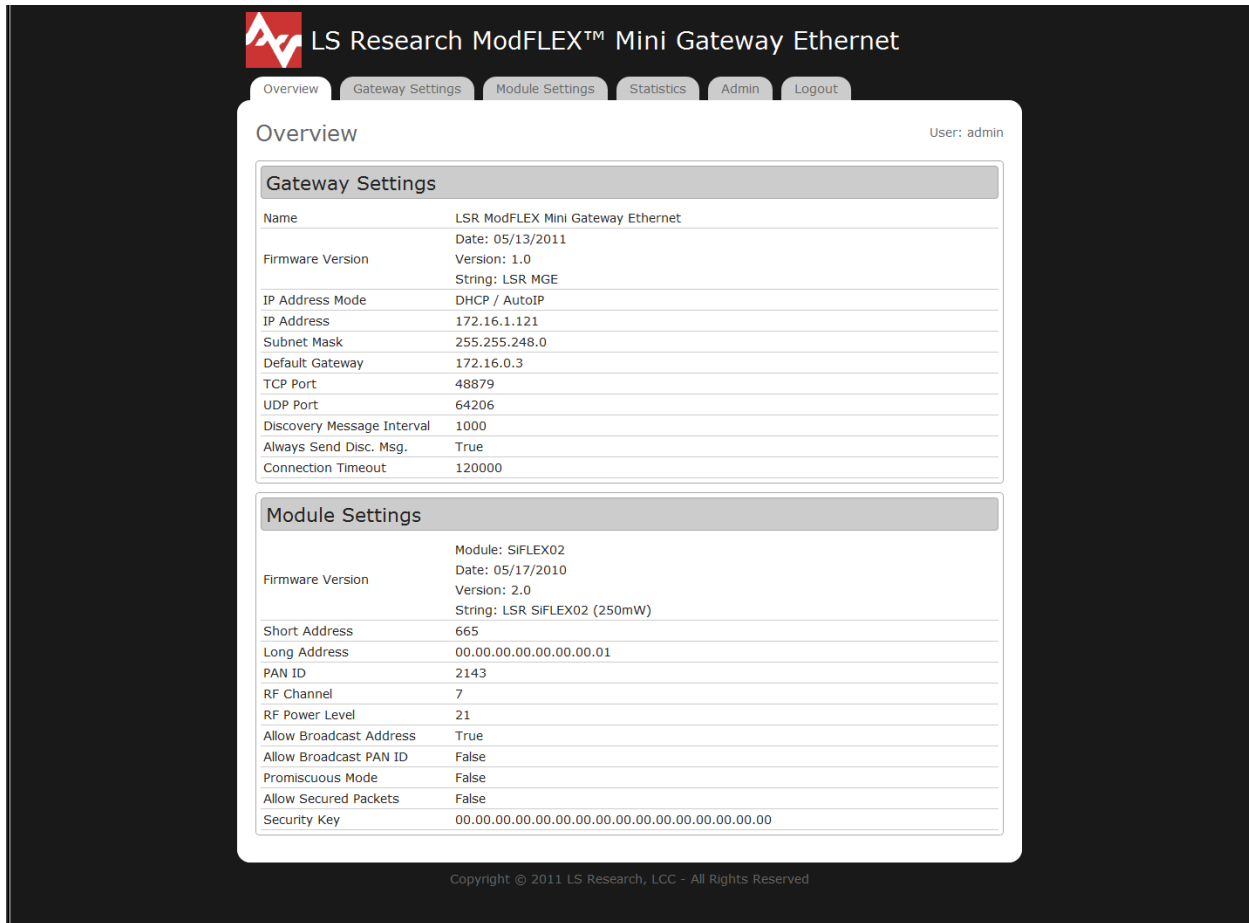 LS Research ModFLEX™ Mini Gateway Ethernet
Overview Gateway Settings Module Settings Statistics Admin Logout
Overview User: admin
Gateway Settings
Name LSR ModFLEX Mini Gateway Ethernet
Date: 05/13/2011
Firmware Version Version: 1.0
String: LSR MGE
IP Address Mode DHCP / AutoIP
IP Address 172.16.1.121
Subnet Mask 255.255.248.0
Default Gateway 172.16.0.3
TCP Port 48879
UDP Port 64206
Discovery Message Interval 1000
Always Send Disc. Msg. True
Connection Timeout 120000
Module Settings
Module: SiFLEX02
Date: 05/17/2010
Firmware Version
Version: 2.0
String: LSR SiFLEX02 (250mW)
Short Address 665
Long Address 00.00.00.00.00.00.00.01
PAN ID 2143
RF Channel 7
RF Power Level 21
Allow Broadcast Address True
Allow Broadcast PAN ID False
Promiscuous Mode False
Allow Secured Packets False
Security Key 00.00.00.00.00.00.00.00.00.00.00.00.00.00.00.00
Copyright © 2011 LS Research, LCC - All Rights Reserved